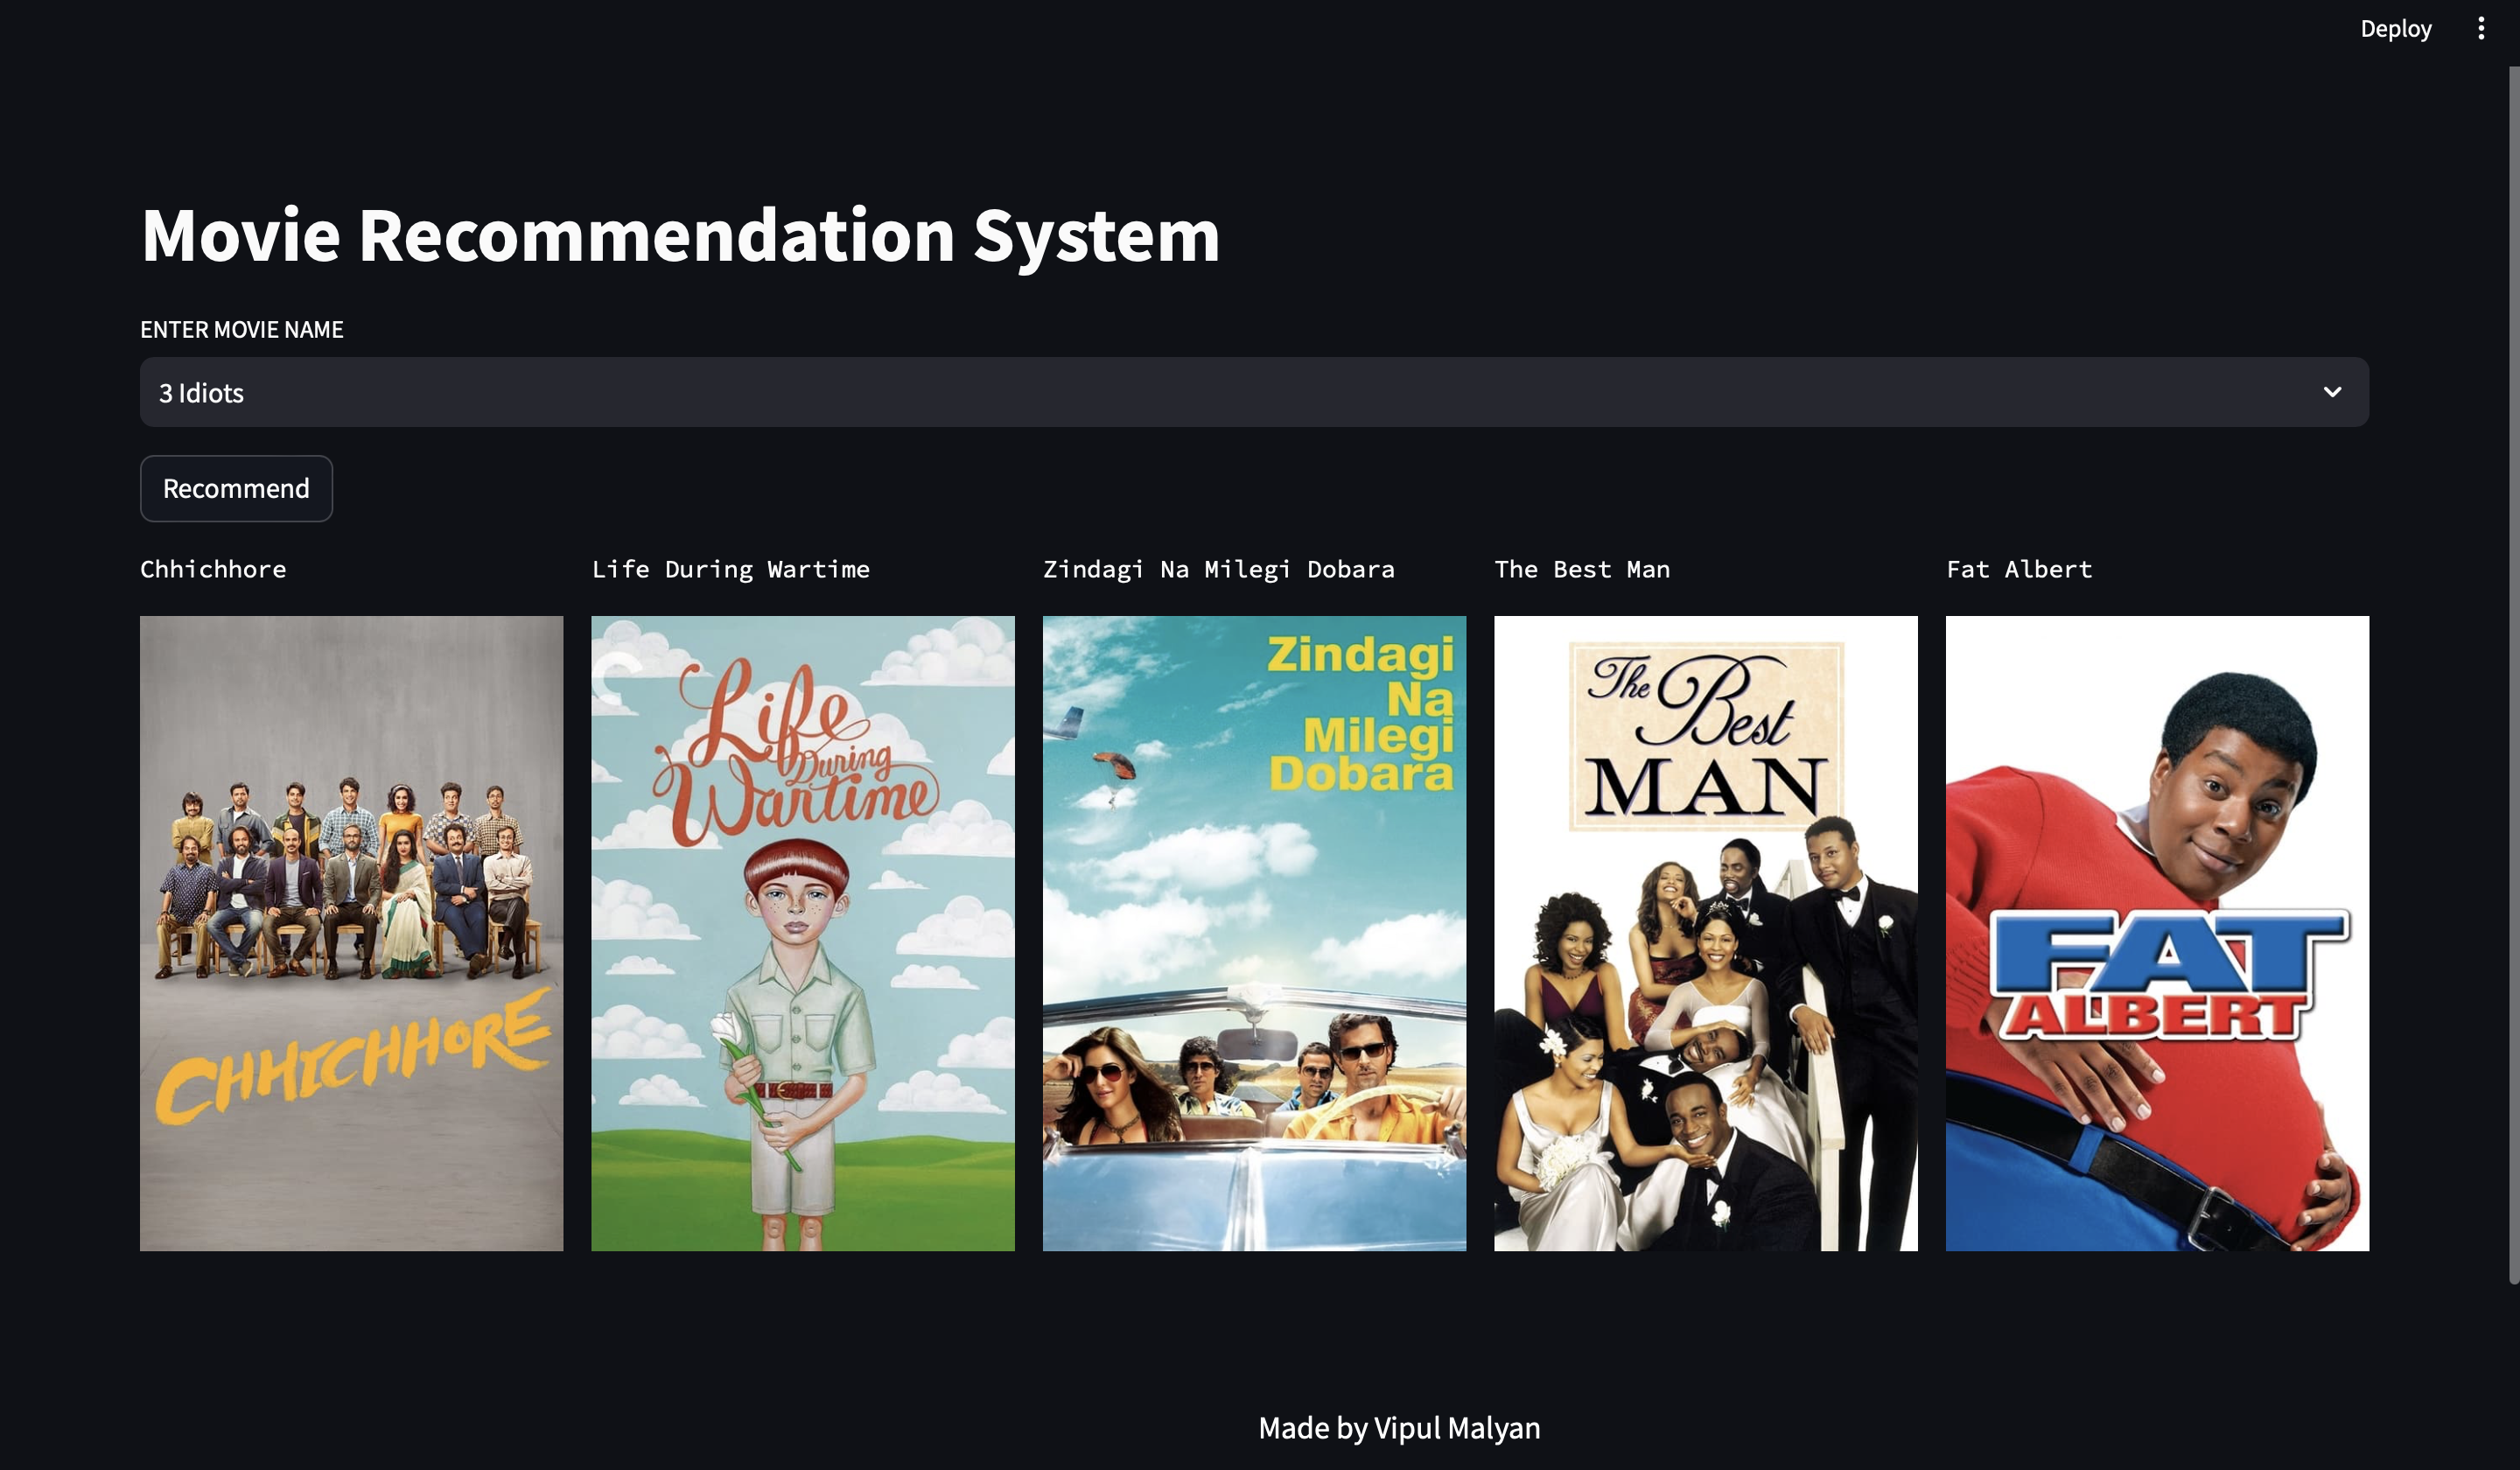 Deploy
Movie Recommendation System
ENTER MOVIE NAME
3 Idiots
Recommend
Chhichhore
Life During Wartime
Zindagi Na Milegi Dobara
The Best Man
Fat Albert
CHHICHHORE
Life
During
Wartime
Zindagi
Na
Milegi
Dobara
The Best
MAN
FAT
ALBERT
Made by Vipul Malyan